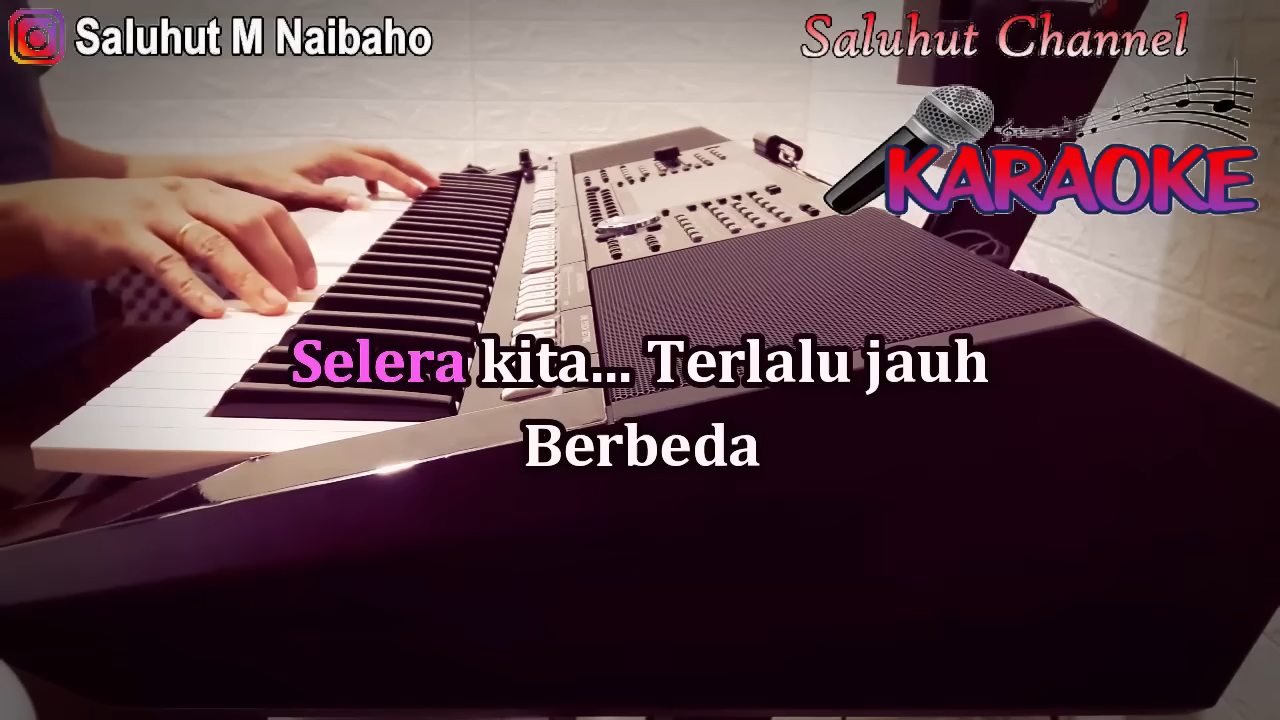 Saluhut M Naibaho
Saluhut Channel
KARAOKE
Selera kita... Terlalu jauh
Berbeda